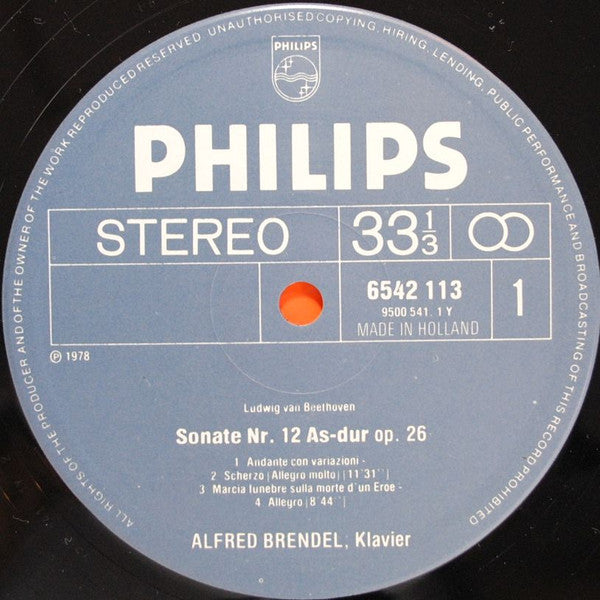 ALL RIGHTS OF THE PRODUCER AND OF THE OWNER OF THE WORK REPRODUCED RESERVED. UNAUTHORISED COPYING, HIRING, LENDING, PUBLIC PERFORMANCE AND BROADCASTING OF THIS RECORD PROHIBITED
PHILIPS
PHILIPS
STEREO 33 1/3
6542 113 1
9500 541. 1 Y
MADE IN HOLLAND
℗ 1978
Ludwig van Beethoven
Sonate Nr. 12 As-dur op. 26
1 Andante con variazioni -
2 Scherzo [Allegro molto] [11'31'']
3 Marcia funebre sulla morte d'un Eroe -
4 Allegro [8'44'']
ALFRED BRENDEL, Klavier